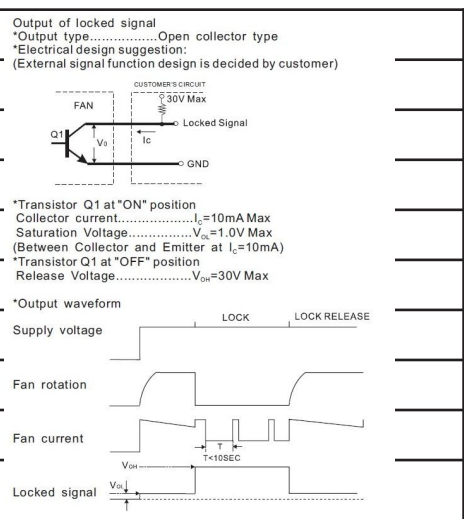 Output of locked signal
*Output type.................Open collector type
*Electrical design suggestion:
(External signal function design is decided by customer)
CUSTOMER'S CIRCUIT
FAN
30V Max
Locked Signal
Q1
Vo
Ic
GND
*Transistor Q1 at "ON" position
Collector current...................Ic=10mA Max
Saturation Voltage................VOL=1.0V Max
(Between Collector and Emitter at Ic=10mA)
*Transistor Q1 at "OFF" position
Release Voltage...................VOH=30V Max
*Output waveform
LOCK
LOCK RELEASE
Supply voltage
Fan rotation
Fan current
T
T<10SEC
VOH
VOL
Locked signal